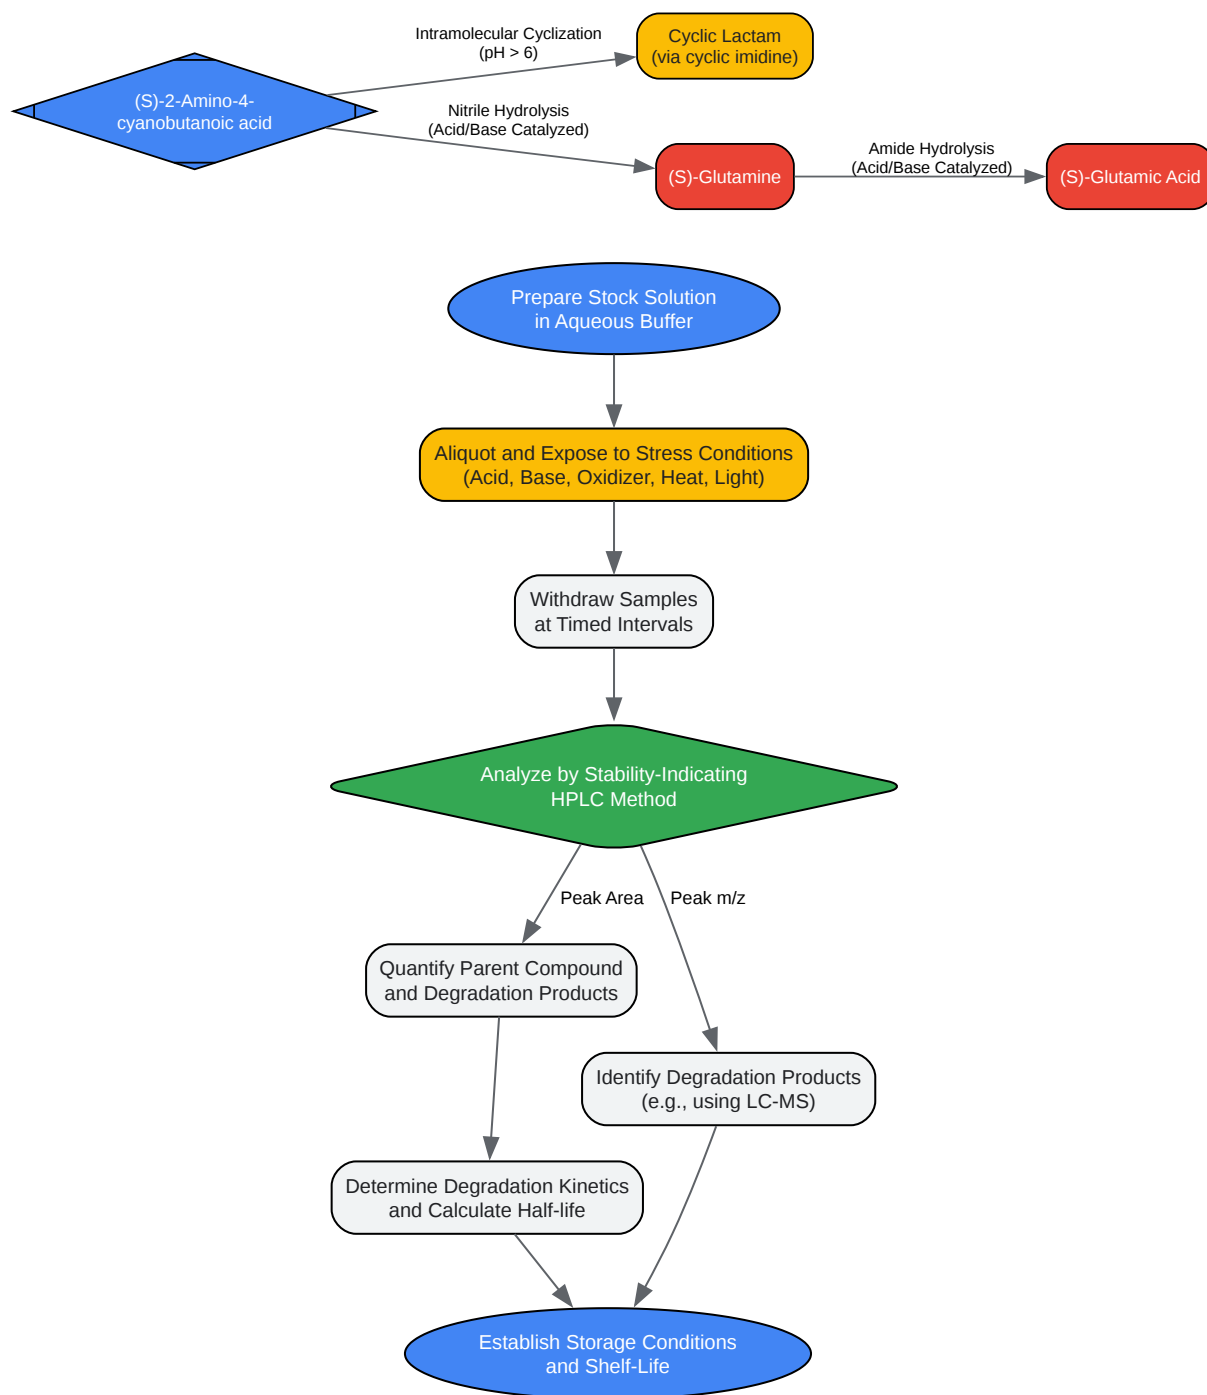 Intramolecular Cyclization
(pH > 6)
Cyclic Lactam
(via cyclic imidine)
(S)-2-Amino-4-
cyanobutanoic acid
Nitrile Hydrolysis
(Acid/Base Catalyzed)
(S)-Glutamine
Amide Hydrolysis
(Acid/Base Catalyzed)
(S)-Glutamic Acid
Prepare Stock Solution
in Aqueous Buffer
Aliquot and Expose to Stress Conditions
(Acid, Base, Oxidizer, Heat, Light)
Withdraw Samples
at Timed Intervals
Analyze by Stability-Indicating
HPLC Method
Peak Area
Peak m/z
Quantify Parent Compound
and Degradation Products
Identify Degradation Products
(e.g., using LC-MS)
Determine Degradation Kinetics
and Calculate Half-life
Establish Storage Conditions
and Shelf-Life